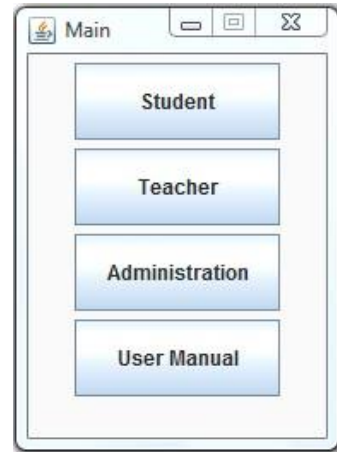 Main
Student
Teacher
Administration
User Manual